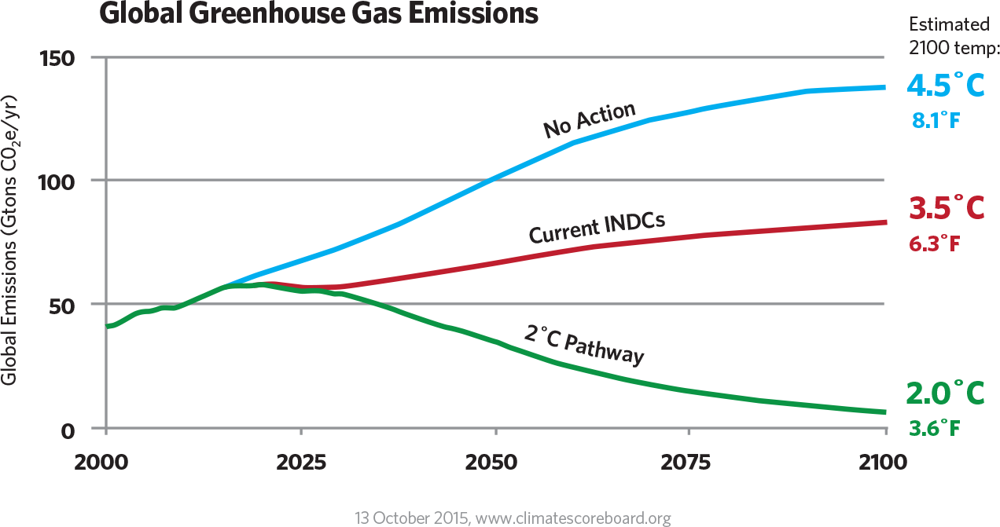 Global Greenhouse Gas Emissions
Estimated
2100 temp:
150
100
50
0
Global Emissions (Gtons CO₂e/yr)
No Action
Current INDCs
2˚C Pathway
4.5˚C
8.1˚F
3.5˚C
6.3˚F
2.0˚C
3.6˚F
2000 2025 2050 2075 2100
13 October 2015, www.climatescoreboard.org